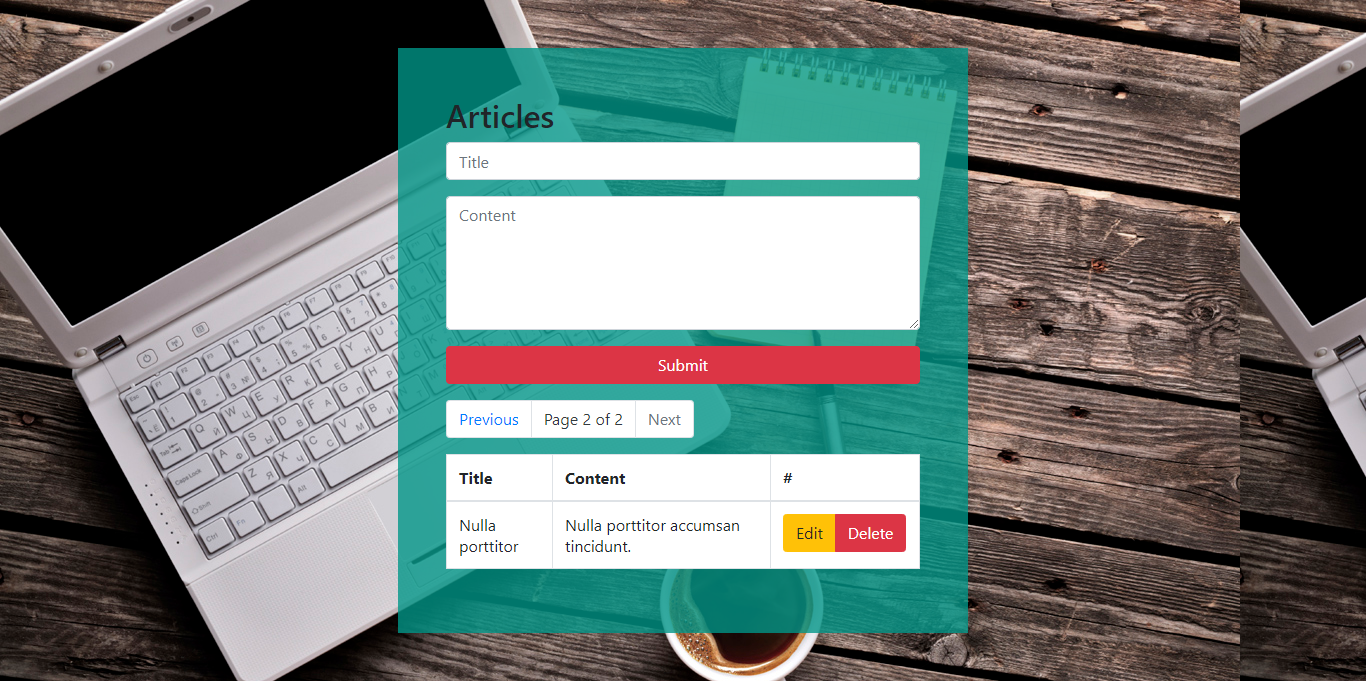 Articles
Title
Content
Submit
Previous Page 2 of 2 Next
Title Content #
Nulla porttitor Nulla porttitor accumsan tincidunt. Edit Delete